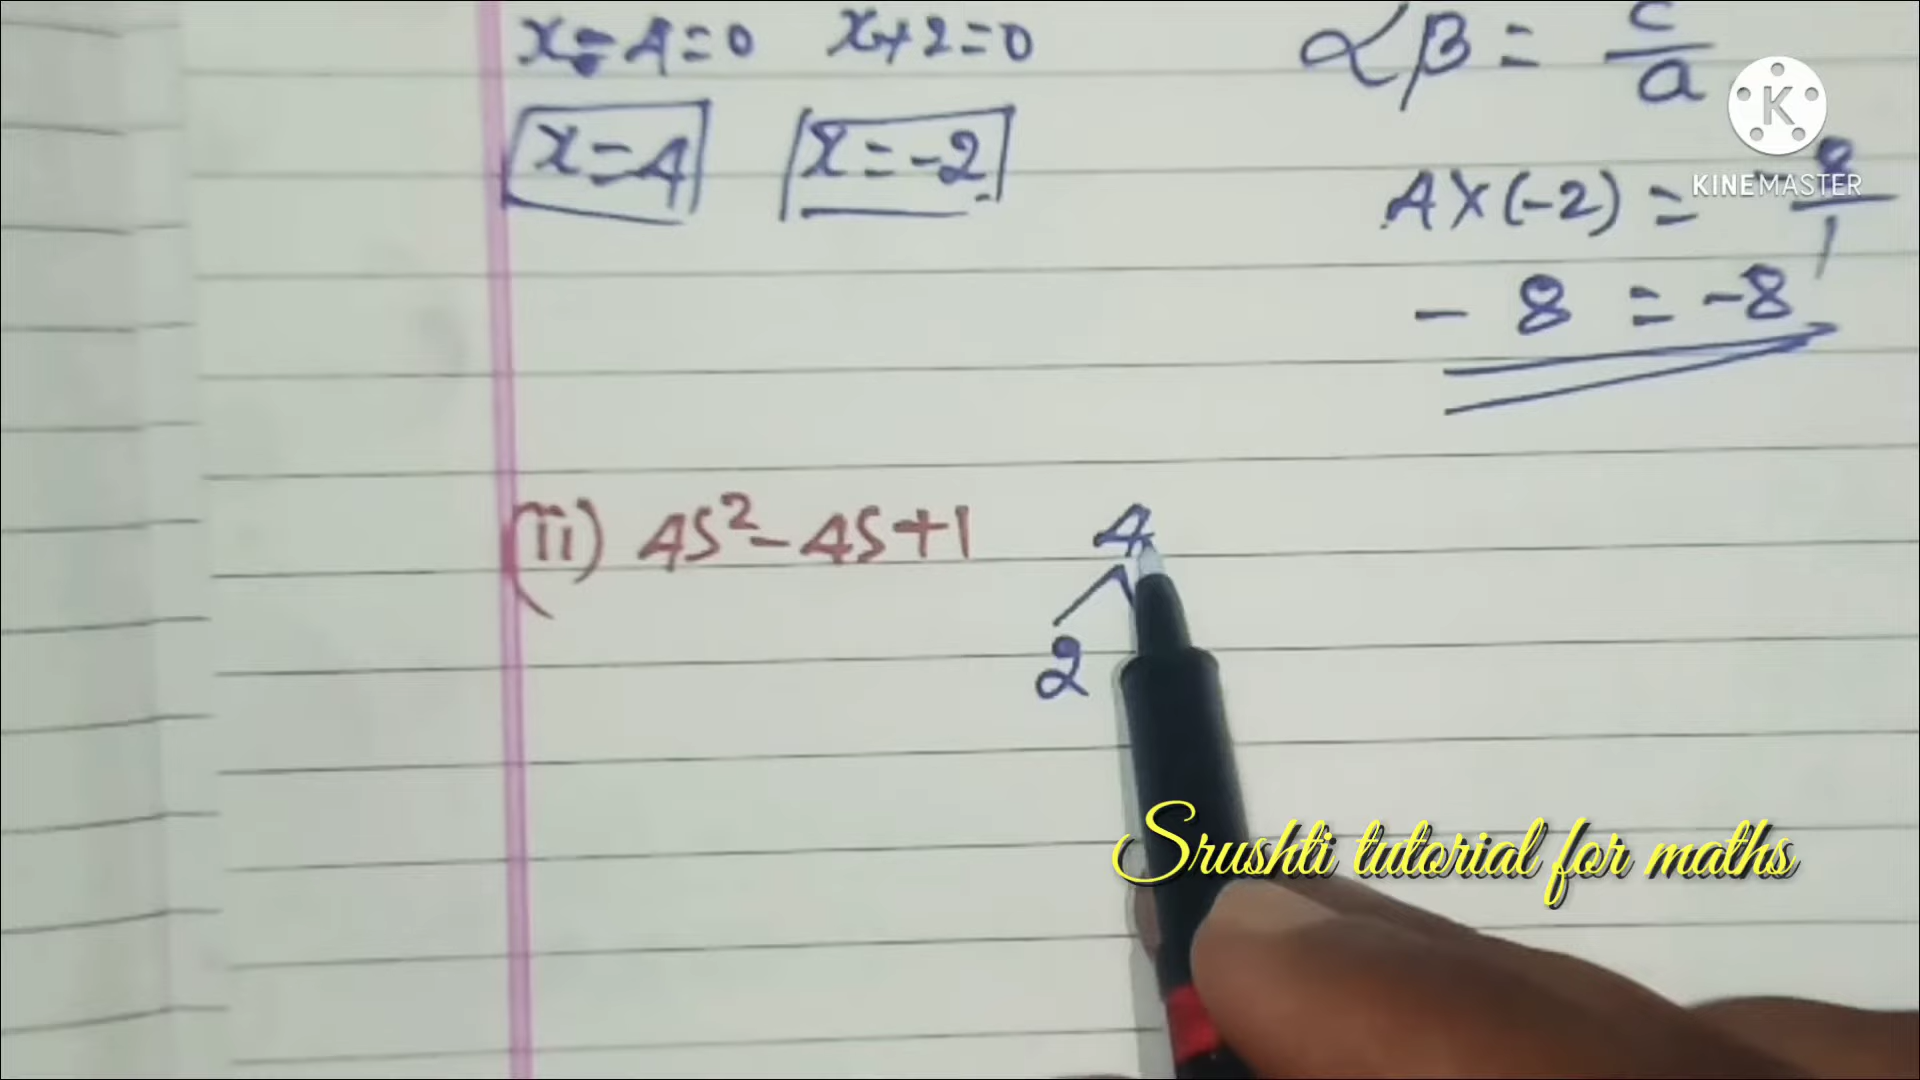 x-4=0 x+2=0
x=4 x=-2
αβ = c/a
4×(-2) = -8/1
-8 = -8
(ii) 4s²-4s+1
4
2
KINEMASTER
Srushti tutorial for maths